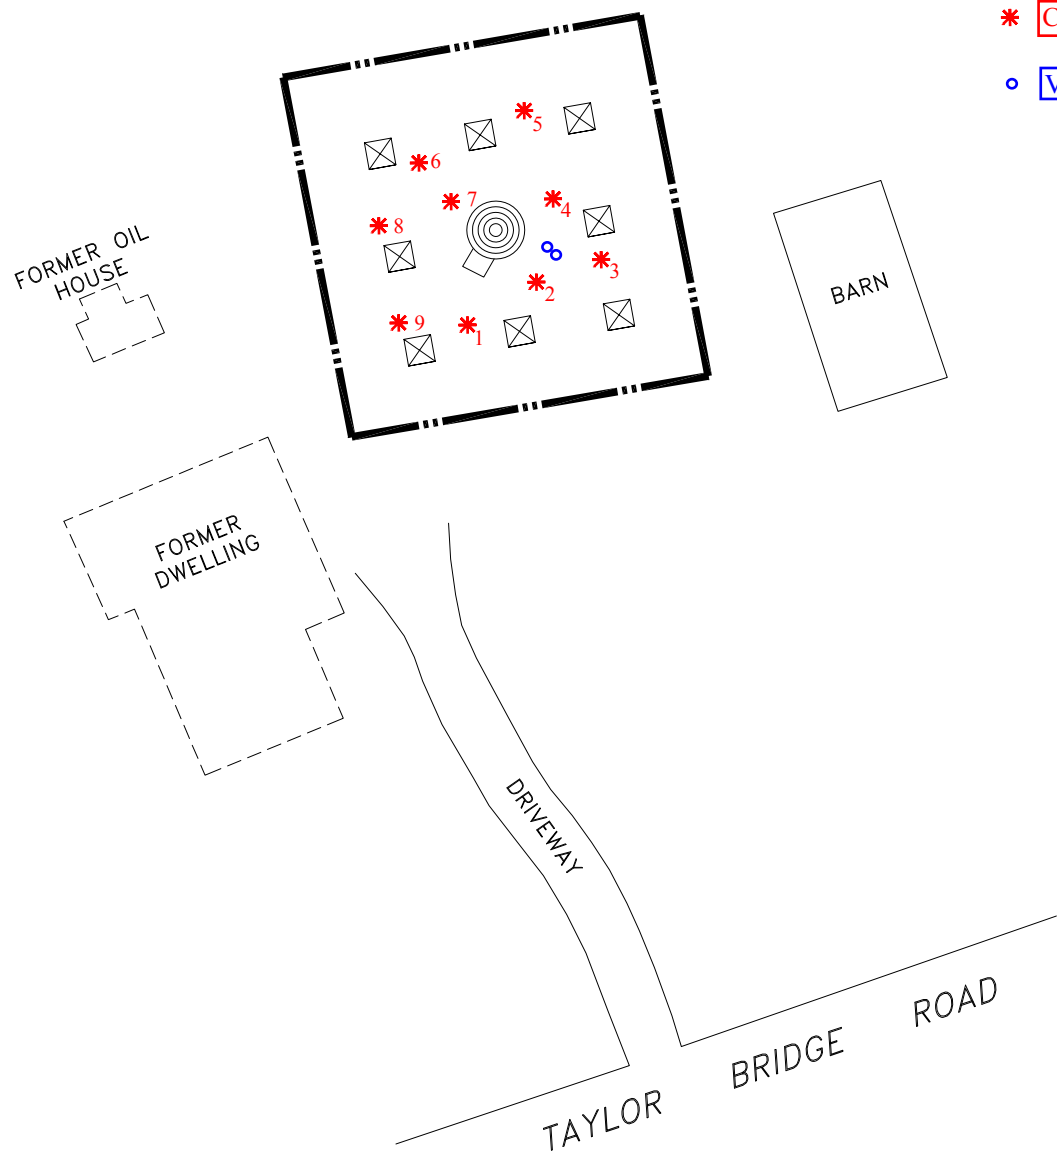 C
V
5
6
7
4
8
3
2
9
1
FORMER OIL
HOUSE
BARN
FORMER
DWELLING
DRIVEWAY
TAYLOR BRIDGE ROAD